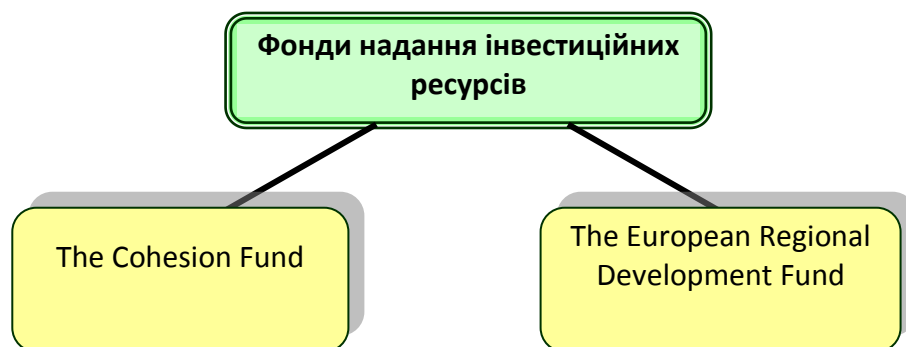 Фонди надання інвестиційних
ресурсів
The Cohesion Fund
The European Regional
Development Fund